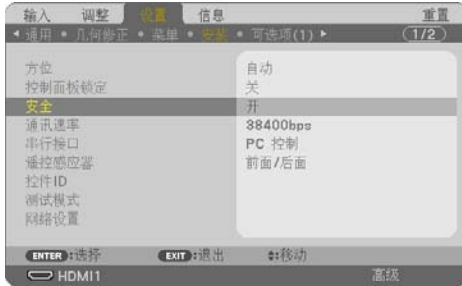 输入 调整 设置 信息 重置
通用 • 几何修正 • 菜单 • 安装 • 可选项(1) (1/2)
方位 自动
控制面板锁定 关
安全 开
通讯速率 38400bps
串行接口 PC 控制
遥控感应器 前面/后面
控件ID
测试模式
网络设置
ENTER :选择 EXIT :退出 :移动
HDMI1 高级